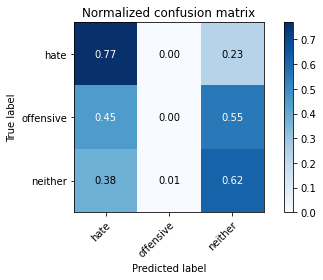 Normalized confusion matrix
True label
hate 0.77 0.00 0.23
offensive 0.45 0.00 0.55
neither 0.38 0.01 0.62
hate offensive neither
Predicted label
0.7
0.6
0.5
0.4
0.3
0.2
0.1
0.0